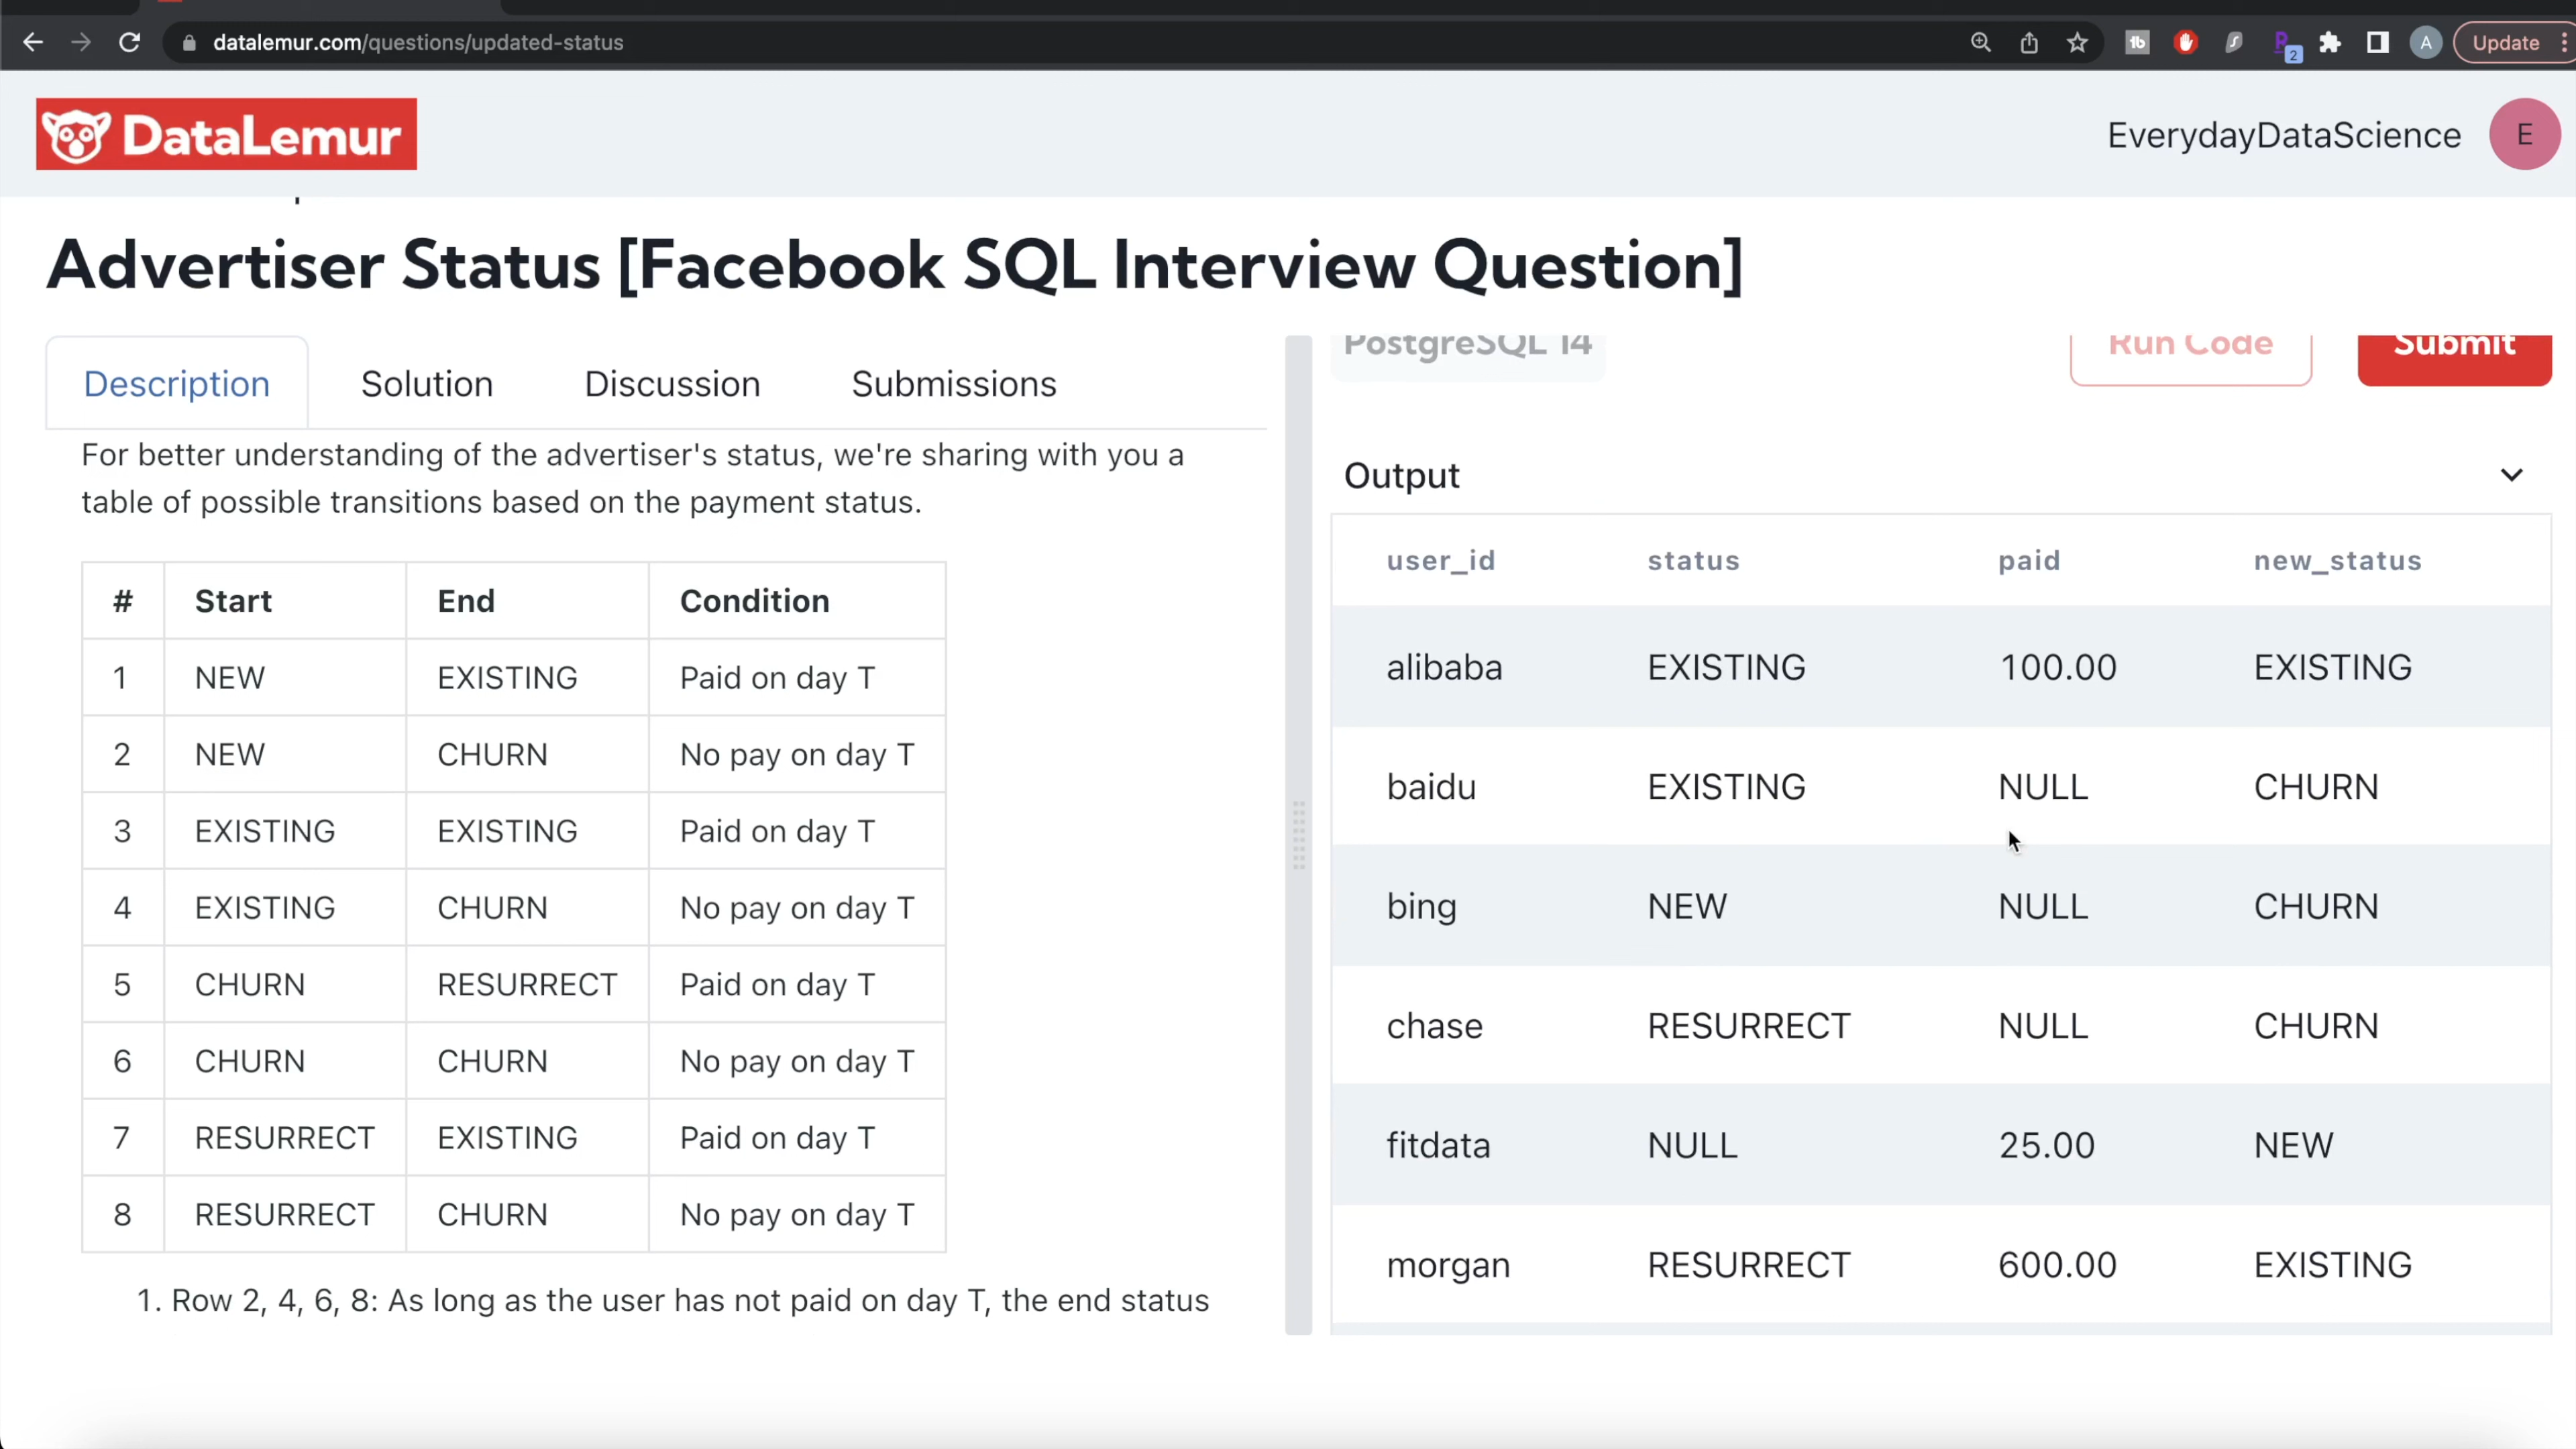 datalemur.com/questions/updated-status
2
A
Update
DataLemur
EverydayDataScience
E
Advertiser Status [Facebook SQL Interview Question]
Description Solution Discussion Submissions
For better understanding of the advertiser's status, we're sharing with you a
table of possible transitions based on the payment status.
# Start End Condition
1 NEW EXISTING Paid on day T
2 NEW CHURN No pay on day T
3 EXISTING EXISTING Paid on day T
4 EXISTING CHURN No pay on day T
5 CHURN RESURRECT Paid on day T
6 CHURN CHURN No pay on day T
7 RESURRECT EXISTING Paid on day T
8 RESURRECT CHURN No pay on day T
1. Row 2, 4, 6, 8: As long as the user has not paid on day T, the end status
PostgreSQL 14 Run Code Submit
Output
user_id status paid new_status
alibaba EXISTING 100.00 EXISTING
baidu EXISTING NULL CHURN
bing NEW NULL CHURN
chase RESURRECT NULL CHURN
fitdata NULL 25.00 NEW
morgan RESURRECT 600.00 EXISTING